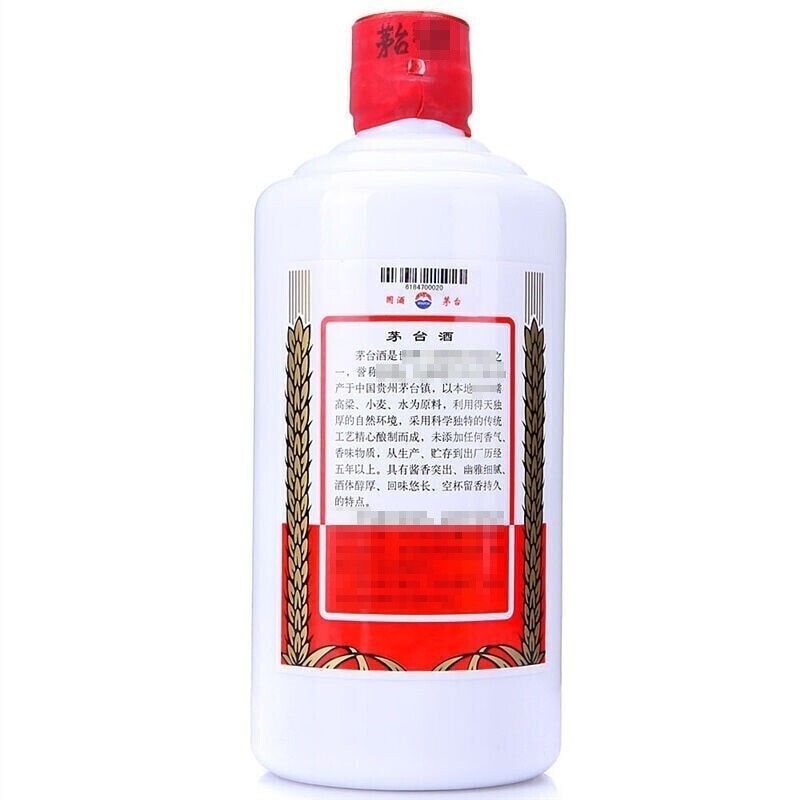 茅台
6184700020
国酒 茅台
茅台酒
茅台酒是 之
一，誉称
产于中国贵州茅台镇，以本地 糯
高粱、小麦、水为原料，利用得天独
厚的自然环境，采用科学独特的传统
工艺精心酿制而成，未添加任何香气、
香味物质，从生产、贮存到出厂历经
五年以上。具有酱香突出、幽雅细腻、
酒体醇厚、回味悠长、空杯留香持久
的特点。